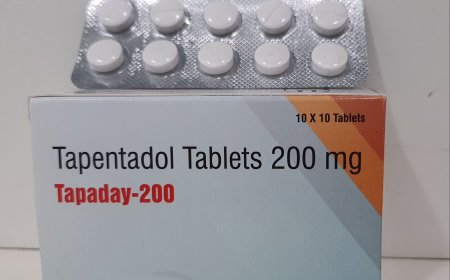 10 X 10 Tablets
Tapentadol Tablets 200 mg
Tapaday-200